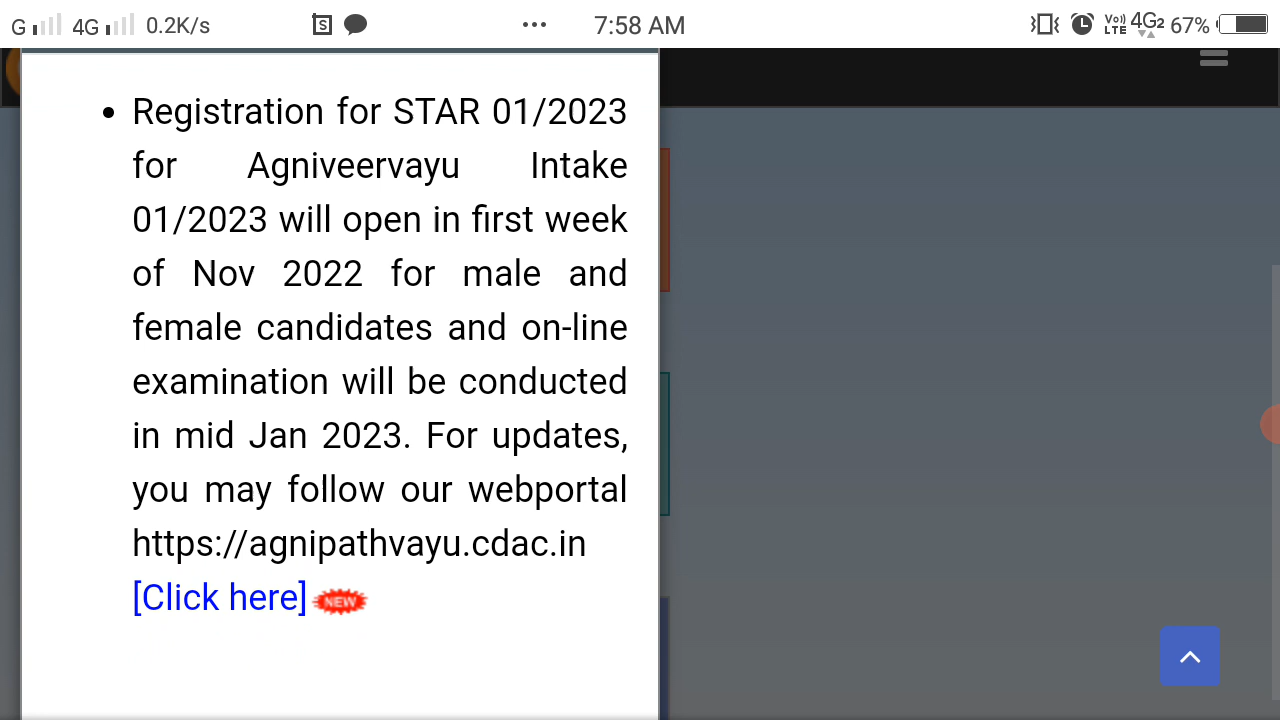 G 4G 0.2K/s S ... 7:58 AM Vo)) LTE 4G2 67%
• Registration for STAR 01/2023
for Agniveervayu Intake
01/2023 will open in first week
of Nov 2022 for male and
female candidates and on-line
examination will be conducted
in mid Jan 2023. For updates,
you may follow our webportal
https://agnipathvayu.cdac.in
[Click here] NEW